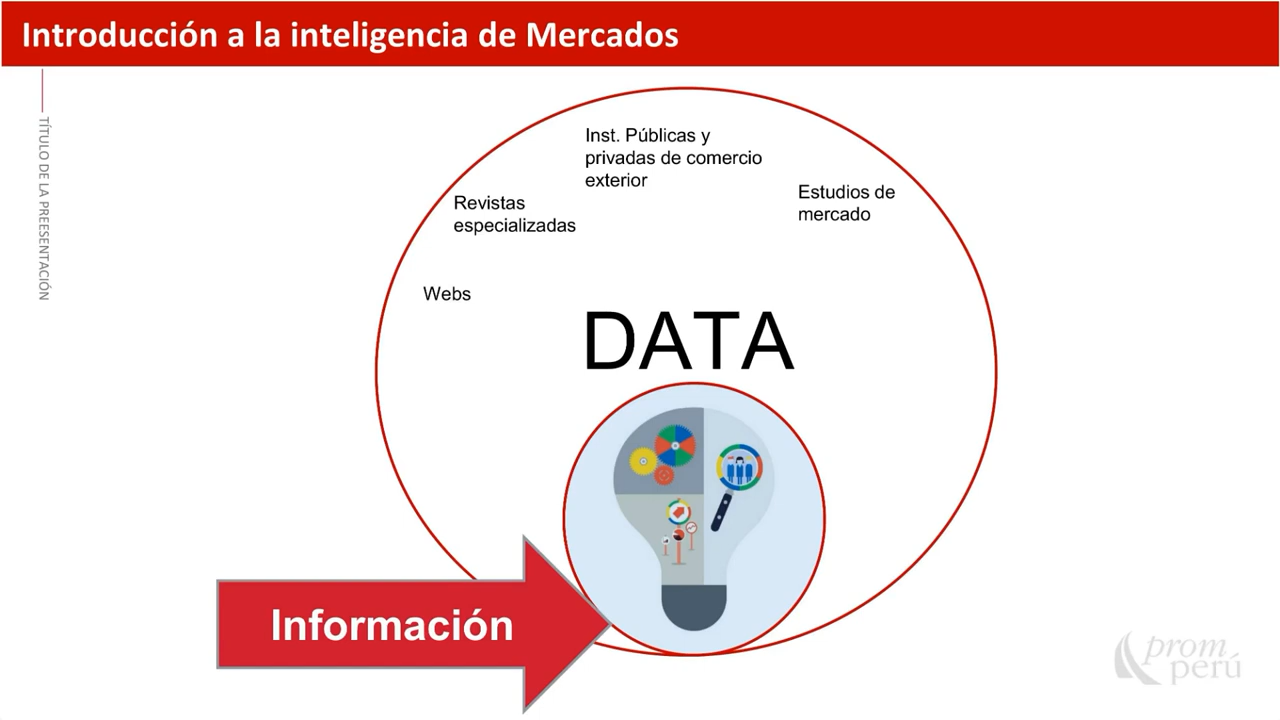 Introducción a la inteligencia de Mercados
TÍTULO DE LA PREESENTACIÓN
Inst. Públicas y
privadas de comercio
exterior
Estudios de
mercado
Revistas
especializadas
Webs
DATA
Información
prom
perú